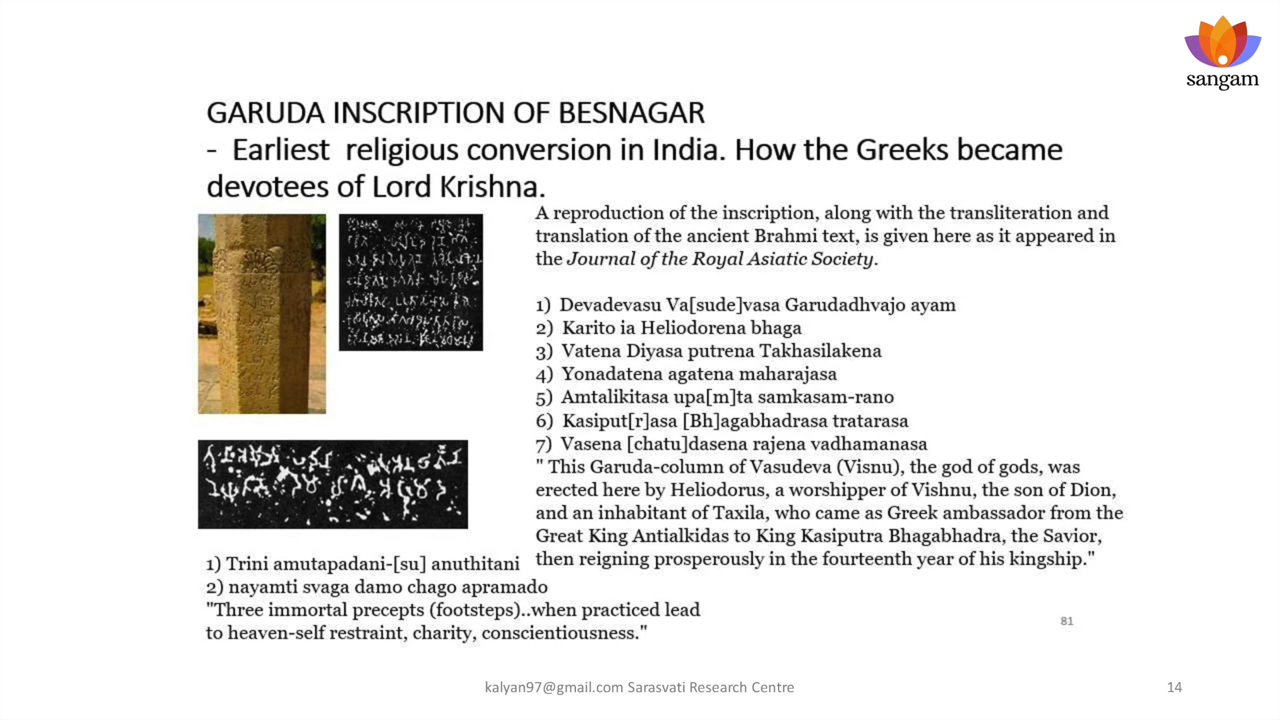 sangam
GARUDA INSCRIPTION OF BESNAGAR
- Earliest religious conversion in India. How the Greeks became
devotees of Lord Krishna.
A reproduction of the inscription, along with the transliteration and
translation of the ancient Brahmi text, is given here as it appeared in
the Journal of the Royal Asiatic Society.
1) Devadevasu Va[sude]vasa Garudadhvajo ayam
2) Karito ia Heliodorena bhaga
3) Vatena Diyasa putrena Takhasilakena
4) Yonadatena agatena maharajasa
5) Amtalikitasa upa[m]ta samkasam-rano
6) Kasiput[r]asa [Bh]agabhadrasa tratarasa
7) Vasena [chatu]dasena rajena vadhamanasa
" This Garuda-column of Vasudeva (Visnu), the god of gods, was
erected here by Heliodorus, a worshipper of Vishnu, the son of Dion,
and an inhabitant of Taxila, who came as Greek ambassador from the
Great King Antialkidas to King Kasiputra Bhagabhadra, the Savior,
then reigning prosperously in the fourteenth year of his kingship."
1) Trini amutapadani-[su] anuthitani
2) nayamti svaga damo chago apramado
"Three immortal precepts (footsteps)..when practiced lead
to heaven-self restraint, charity, conscientiousness."
81
kalyan97@gmail.com Sarasvati Research Centre
14